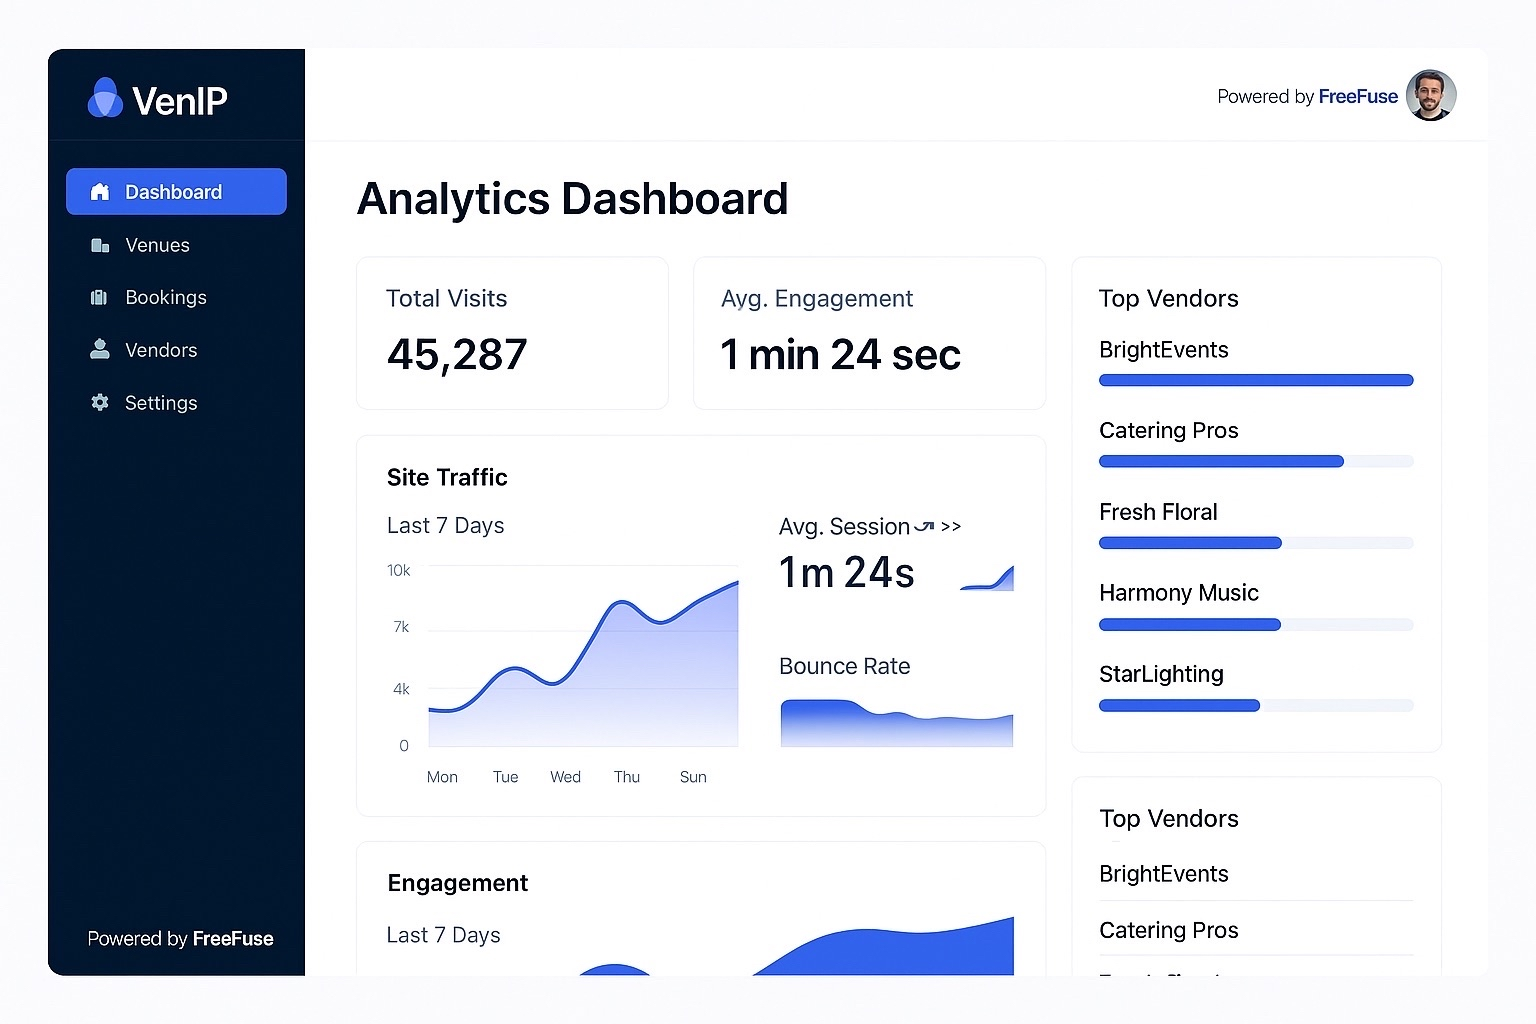 VenIP
Powered by FreeFuse
Dashboard
Venues
Bookings
Vendors
Settings
Powered by FreeFuse
Analytics Dashboard
Total Visits
45,287
Ayg. Engagement
1 min 24 sec
Site Traffic
Last 7 Days
10k
7k
4k
0
Mon Tue Wed Thu Sun
Avg. Session >>
1m 24s
Bounce Rate
Engagement
Last 7 Days
Top Vendors
BrightEvents
Catering Pros
Fresh Floral
Harmony Music
StarLighting
Top Vendors
BrightEvents
Catering Pros